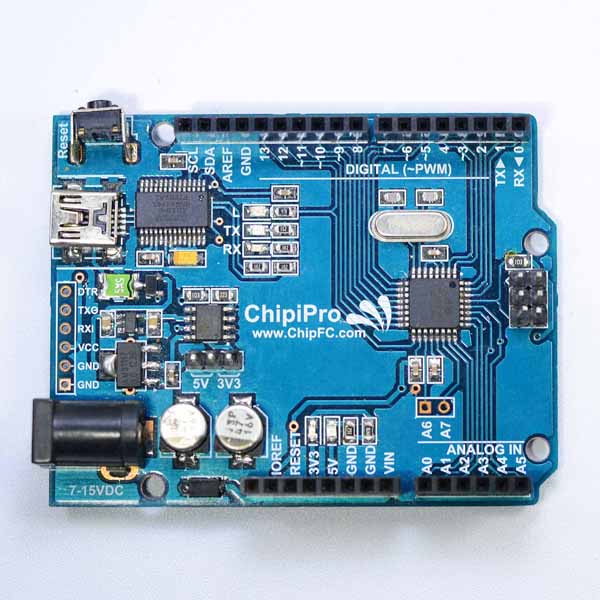 Reset
SCL
SDA
AREF
GND
13
12
~11
~10
~9
8
7
~6
~5
4
~3
2
TX▶1
RX◀0
DIGITAL (~PWM)
L
TX
RX
DTR
TXO
RXI
VCC
GND
GND
ChipiPro
www.ChipFC.com
5V 3V3
7-15VDC
IOREF
RESET
3V3
5V
GND
GND
VIN
A6
A7
ANALOG IN
A0
A1
A2
A3
A4
A5